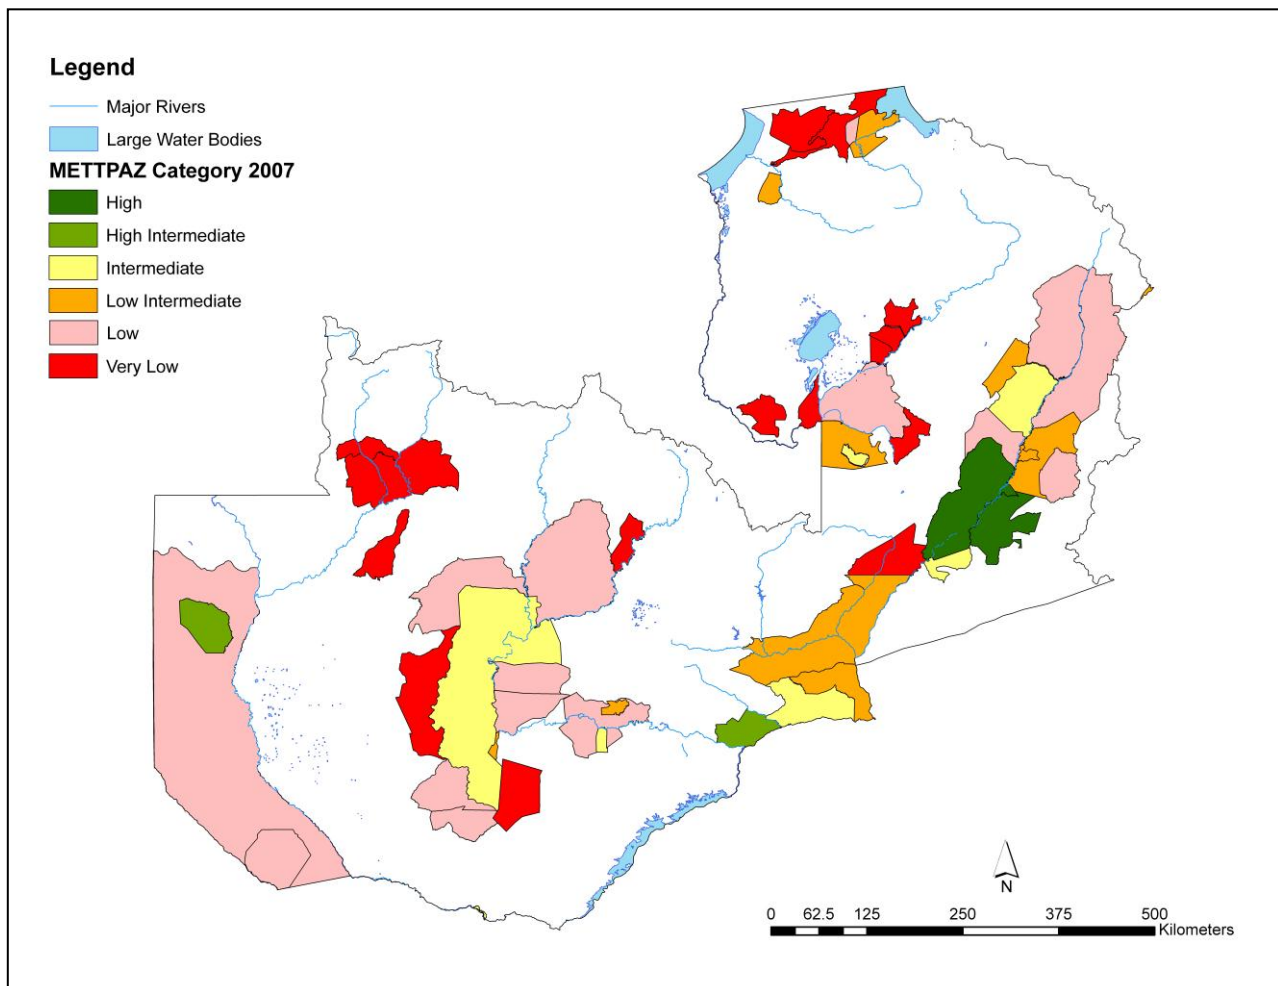 Legend
Major Rivers
Large Water Bodies
METTPAZ Category 2007
High
High Intermediate
Intermediate
Low Intermediate
Low
Very Low
N
0 62.5 125 250 375 500
Kilometers